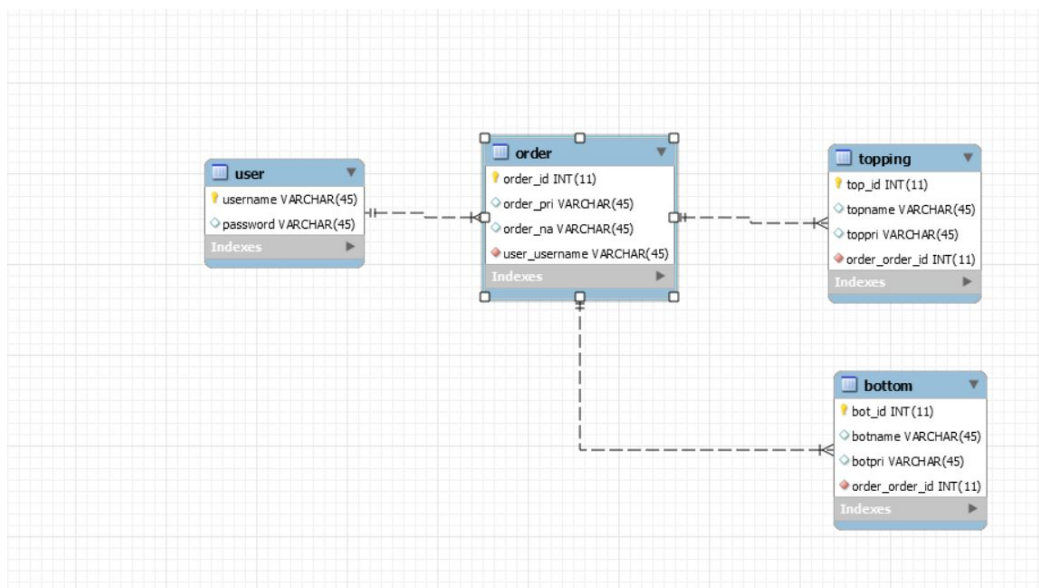 user
username VARCHAR(45)
password VARCHAR(45)
Indexes
order
order_id INT(11)
order_pri VARCHAR(45)
order_na VARCHAR(45)
user_username VARCHAR(45)
Indexes
topping
top_id INT(11)
topname VARCHAR(45)
toppri VARCHAR(45)
order_order_id INT(11)
Indexes
bottom
bot_id INT(11)
botname VARCHAR(45)
botpri VARCHAR(45)
order_order_id INT(11)
Indexes